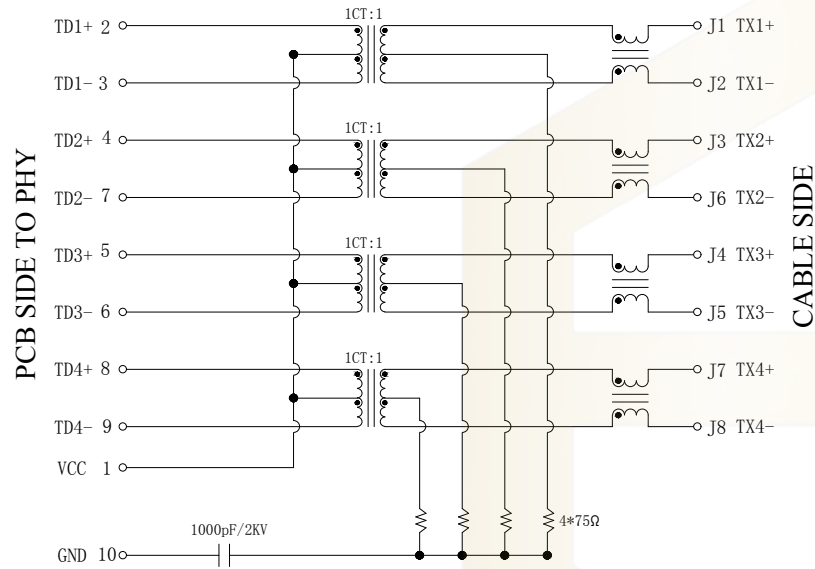 1CT:1
TD1+ 2
J1 TX1+
TD1- 3
J2 TX1-
1CT:1
TD2+ 4
J3 TX2+
TD2- 7
J6 TX2-
1CT:1
TD3+ 5
J4 TX3+
TD3- 6
J5 TX3-
1CT:1
TD4+ 8
J7 TX4+
TD4- 9
J8 TX4-
VCC 1
4*75Ω
1000pF/2KV
GND 10
PCB SIDE TO PHY
CABLE SIDE